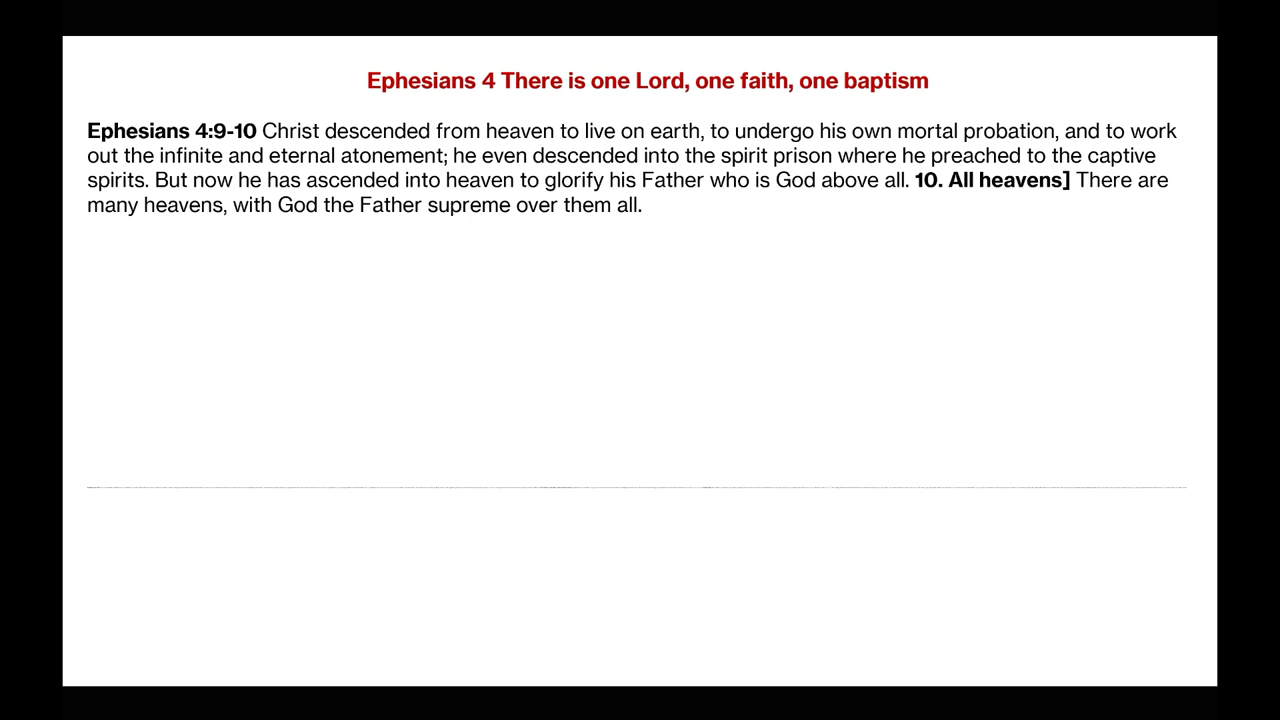 Ephesians 4 There is one Lord, one faith, one baptism
Ephesians 4:9-10 Christ descended from heaven to live on earth, to undergo his own mortal probation, and to work
out the infinite and eternal atonement; he even descended into the spirit prison where he preached to the captive
spirits. But now he has ascended into heaven to glorify his Father who is God above all. 10. All heavens] There are
many heavens, with God the Father supreme over them all.